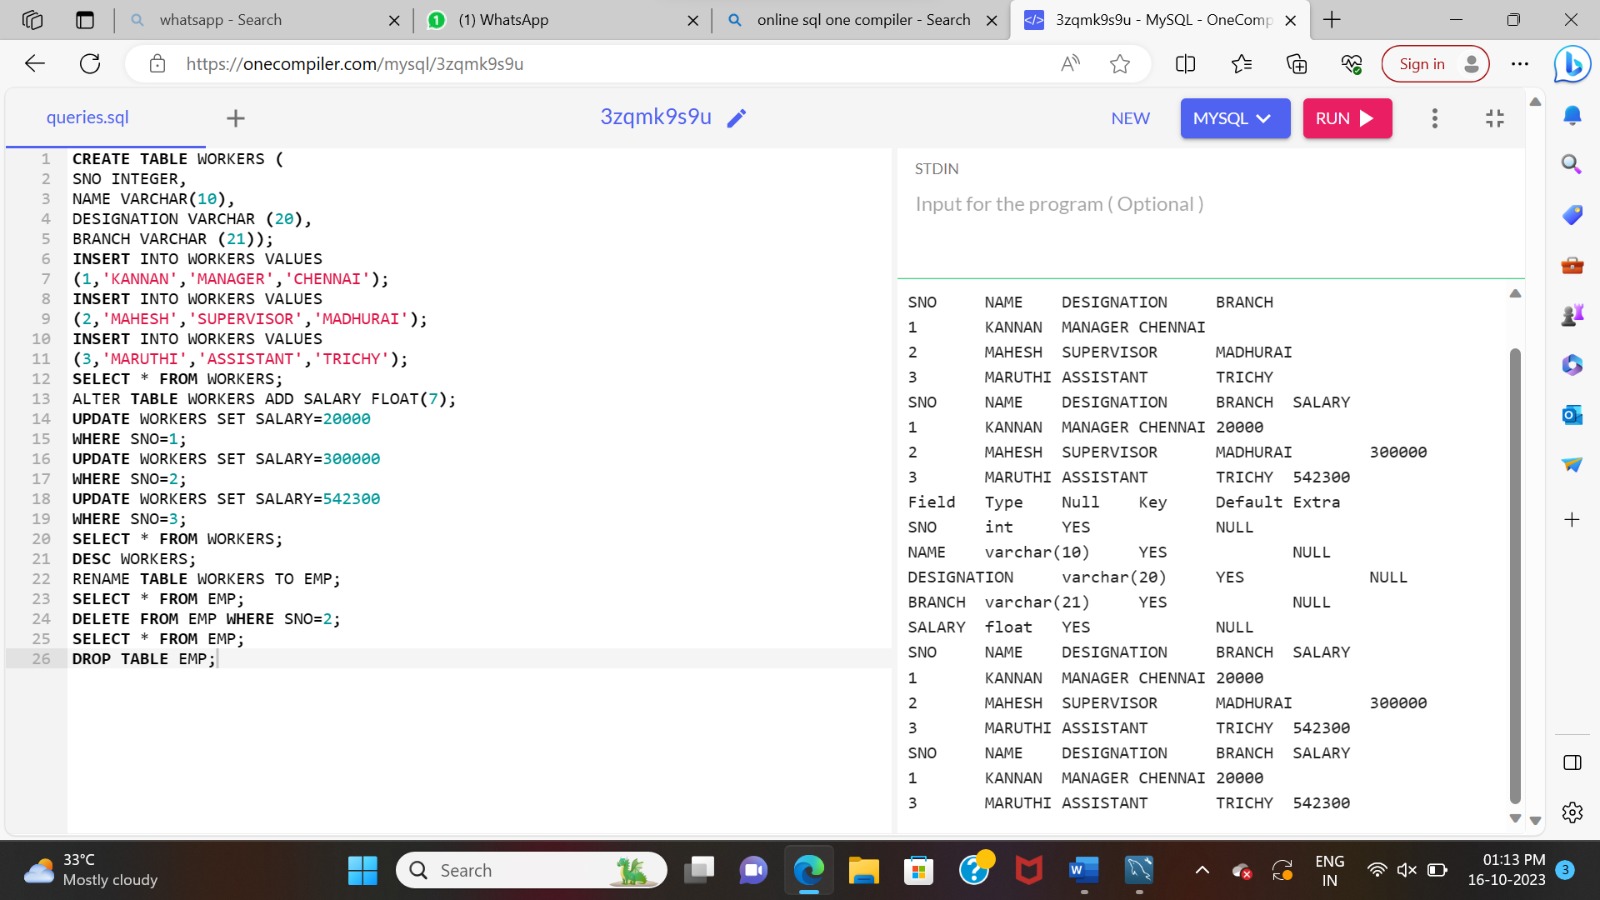 whatsapp - Search
(1) WhatsApp
online sql one compiler - Search
3zqmk9s9u - MySQL - OneComp
https://onecompiler.com/mysql/3zqmk9s9u
Sign in
queries.sql
3zqmk9s9u
NEW
MYSQL
RUN
1 CREATE TABLE WORKERS (
2 SNO INTEGER,
3 NAME VARCHAR(10),
4 DESIGNATION VARCHAR (20),
5 BRANCH VARCHAR (21));
6 INSERT INTO WORKERS VALUES
7 (1,'KANNAN','MANAGER','CHENNAI');
8 INSERT INTO WORKERS VALUES
9 (2,'MAHESH','SUPERVISOR','MADHURAI');
10 INSERT INTO WORKERS VALUES
11 (3,'MARUTHI','ASSISTANT','TRICHY');
12 SELECT * FROM WORKERS;
13 ALTER TABLE WORKERS ADD SALARY FLOAT(7);
14 UPDATE WORKERS SET SALARY=20000
15 WHERE SNO=1;
16 UPDATE WORKERS SET SALARY=300000
17 WHERE SNO=2;
18 UPDATE WORKERS SET SALARY=542300
19 WHERE SNO=3;
20 SELECT * FROM WORKERS;
21 DESC WORKERS;
22 RENAME TABLE WORKERS TO EMP;
23 SELECT * FROM EMP;
24 DELETE FROM EMP WHERE SNO=2;
25 SELECT * FROM EMP;
26 DROP TABLE EMP;
STDIN
Input for the program ( Optional )
SNO NAME DESIGNATION BRANCH
1 KANNAN MANAGER CHENNAI
2 MAHESH SUPERVISOR MADHURAI
3 MARUTHI ASSISTANT TRICHY
SNO NAME DESIGNATION BRANCH SALARY
1 KANNAN MANAGER CHENNAI 20000
2 MAHESH SUPERVISOR MADHURAI 300000
3 MARUTHI ASSISTANT TRICHY 542300
Field Type Null Key Default Extra
SNO int YES NULL
NAME varchar(10) YES NULL
DESIGNATION varchar(20) YES NULL
BRANCH varchar(21) YES NULL
SALARY float YES NULL
SNO NAME DESIGNATION BRANCH SALARY
1 KANNAN MANAGER CHENNAI 20000
2 MAHESH SUPERVISOR MADHURAI 300000
3 MARUTHI ASSISTANT TRICHY 542300
SNO NAME DESIGNATION BRANCH SALARY
1 KANNAN MANAGER CHENNAI 20000
3 MARUTHI ASSISTANT TRICHY 542300
33°C
Mostly cloudy
Search
ENG
IN
01:13 PM
16-10-2023
3